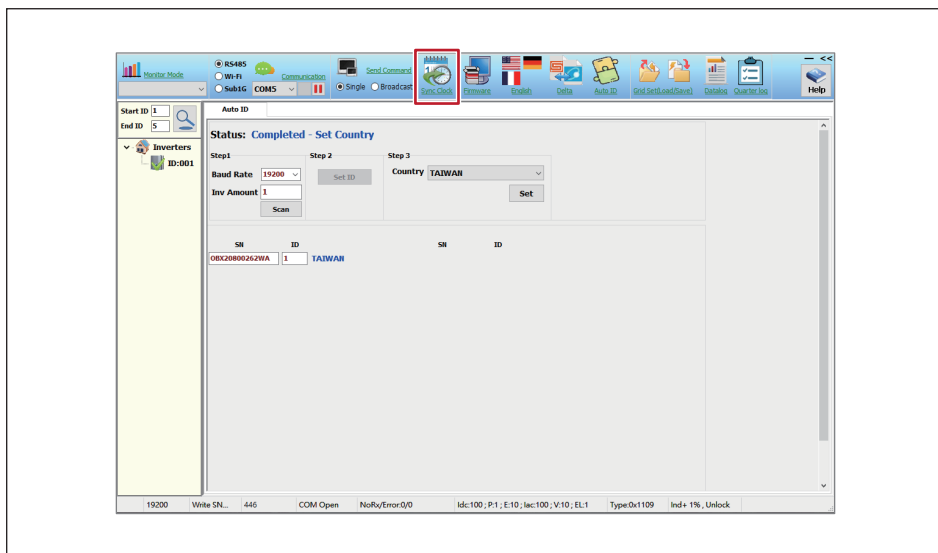 Monitor Mode
RS485
Wi-Fi
Sub1G COM5
Communication
Send Command
Single Broadcast
Sync Clock
Firmware
English
Delta
Auto ID
Grid Set(Load/Save)
Datalog
Quarter log
— <<
Help
Start ID 1
End ID 5
Inverters
ID:001
Auto ID
Status: Completed - Set Country
Step1 Step 2 Step 3
Baud Rate 19200 Set ID Country TAIWAN
Inv Amount 1 Set
Scan
SN ID SN ID
OBX20800262WA 1 TAIWAN
19200 Write SN... 446 COM Open NoRx/Error:0/0 Idc:100 ; P:1 ; E:10 ; Iac:100 ; V:10 ; EL:1 Type:0x1109 Ind+ 1% , Unlock